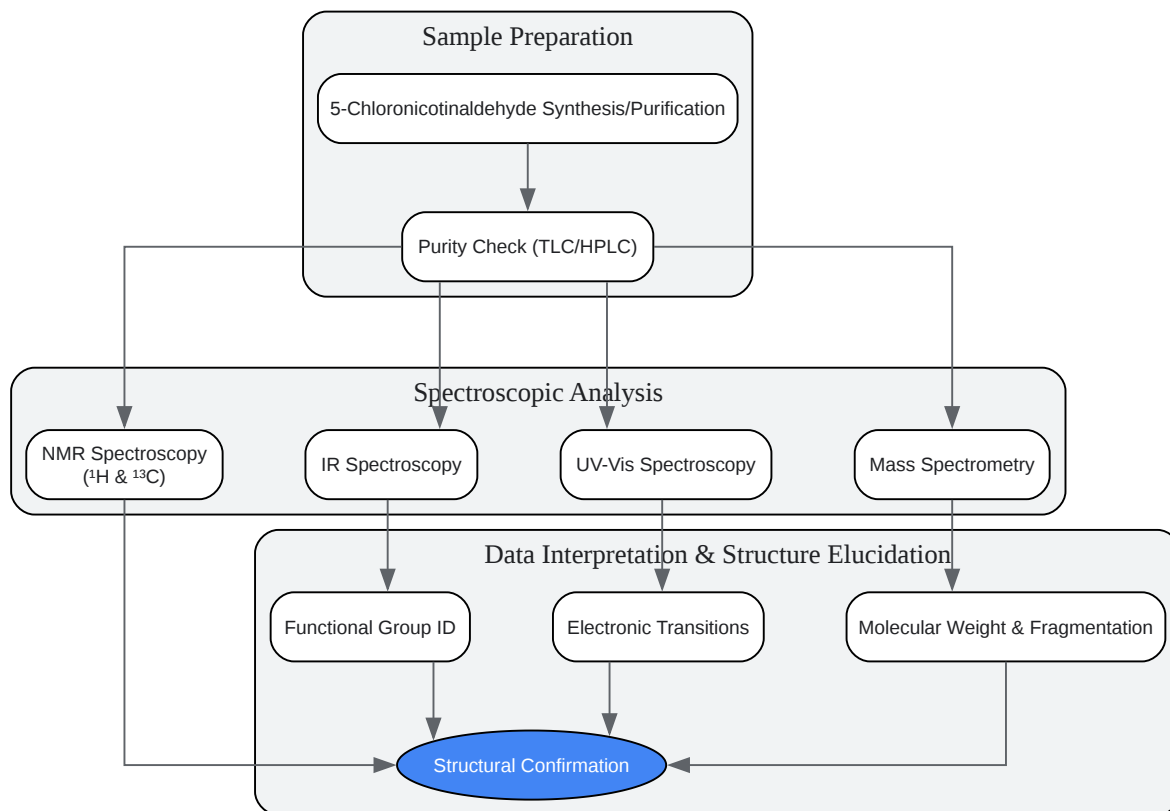 Sample Preparation
5-Chloronicotinaldehyde Synthesis/Purification
Purity Check (TLC/HPLC)
Spectroscopic Analysis
NMR Spectroscopy
(¹H & ¹³C)
IR Spectroscopy
UV-Vis Spectroscopy
Mass Spectrometry
Data Interpretation & Structure Elucidation
Functional Group ID
Electronic Transitions
Molecular Weight & Fragmentation
Structural Confirmation